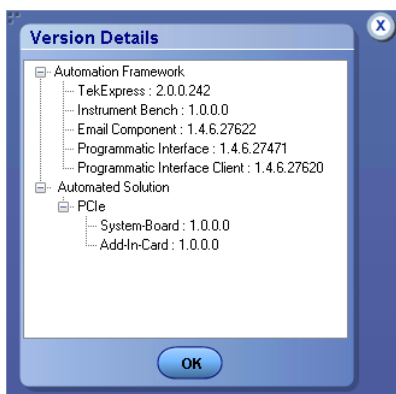 Version Details
Automation Framework
TekExpress : 2.0.0.242
Instrument Bench : 1.0.0.0
Email Component : 1.4.6.27622
Programmatic Interface : 1.4.6.27471
Programmatic Interface Client : 1.4.6.27620
Automated Solution
PCIe
System-Board : 1.0.0.0
Add-In-Card : 1.0.0.0
OK